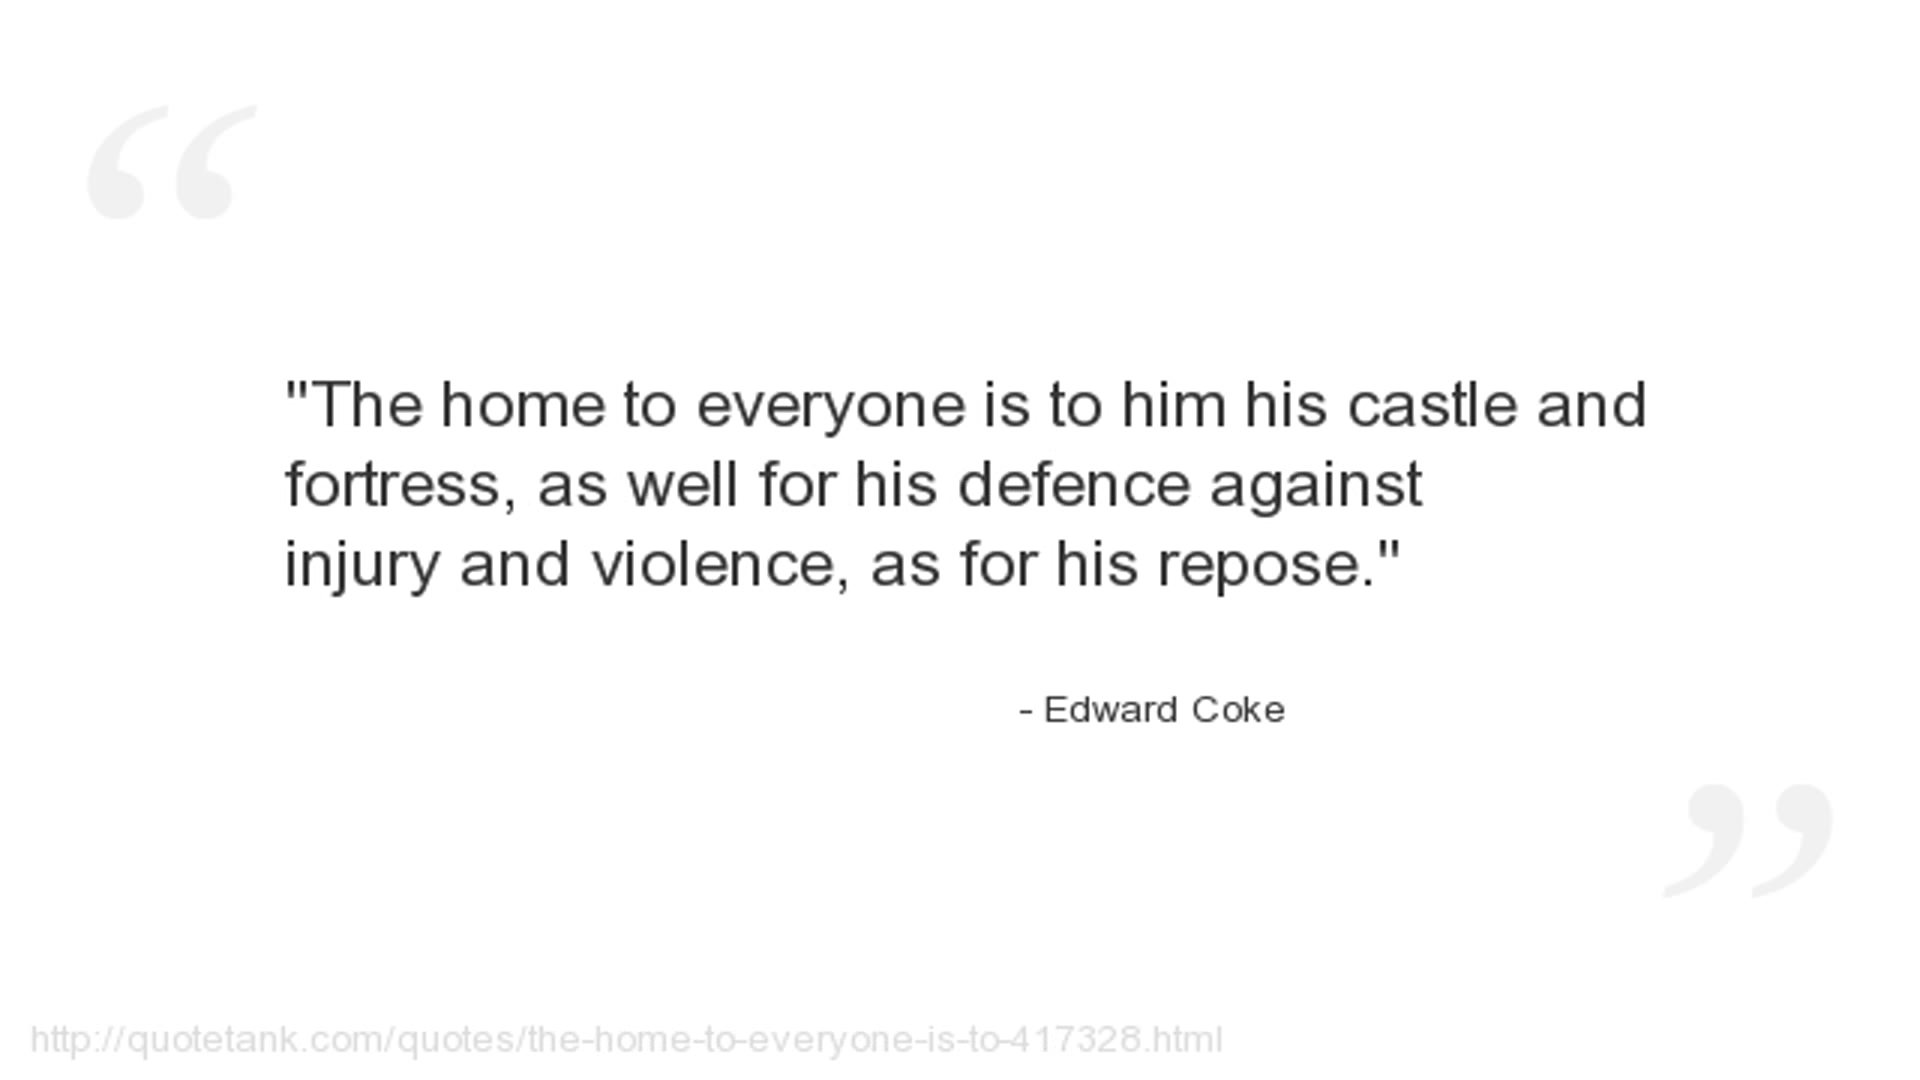 "The home to everyone is to him his castle and
fortress, as well for his defence against
injury and violence, as for his repose."
- Edward Coke
http://quotetank.com/quotes/the-home-to-everyone-is-to-417328.html